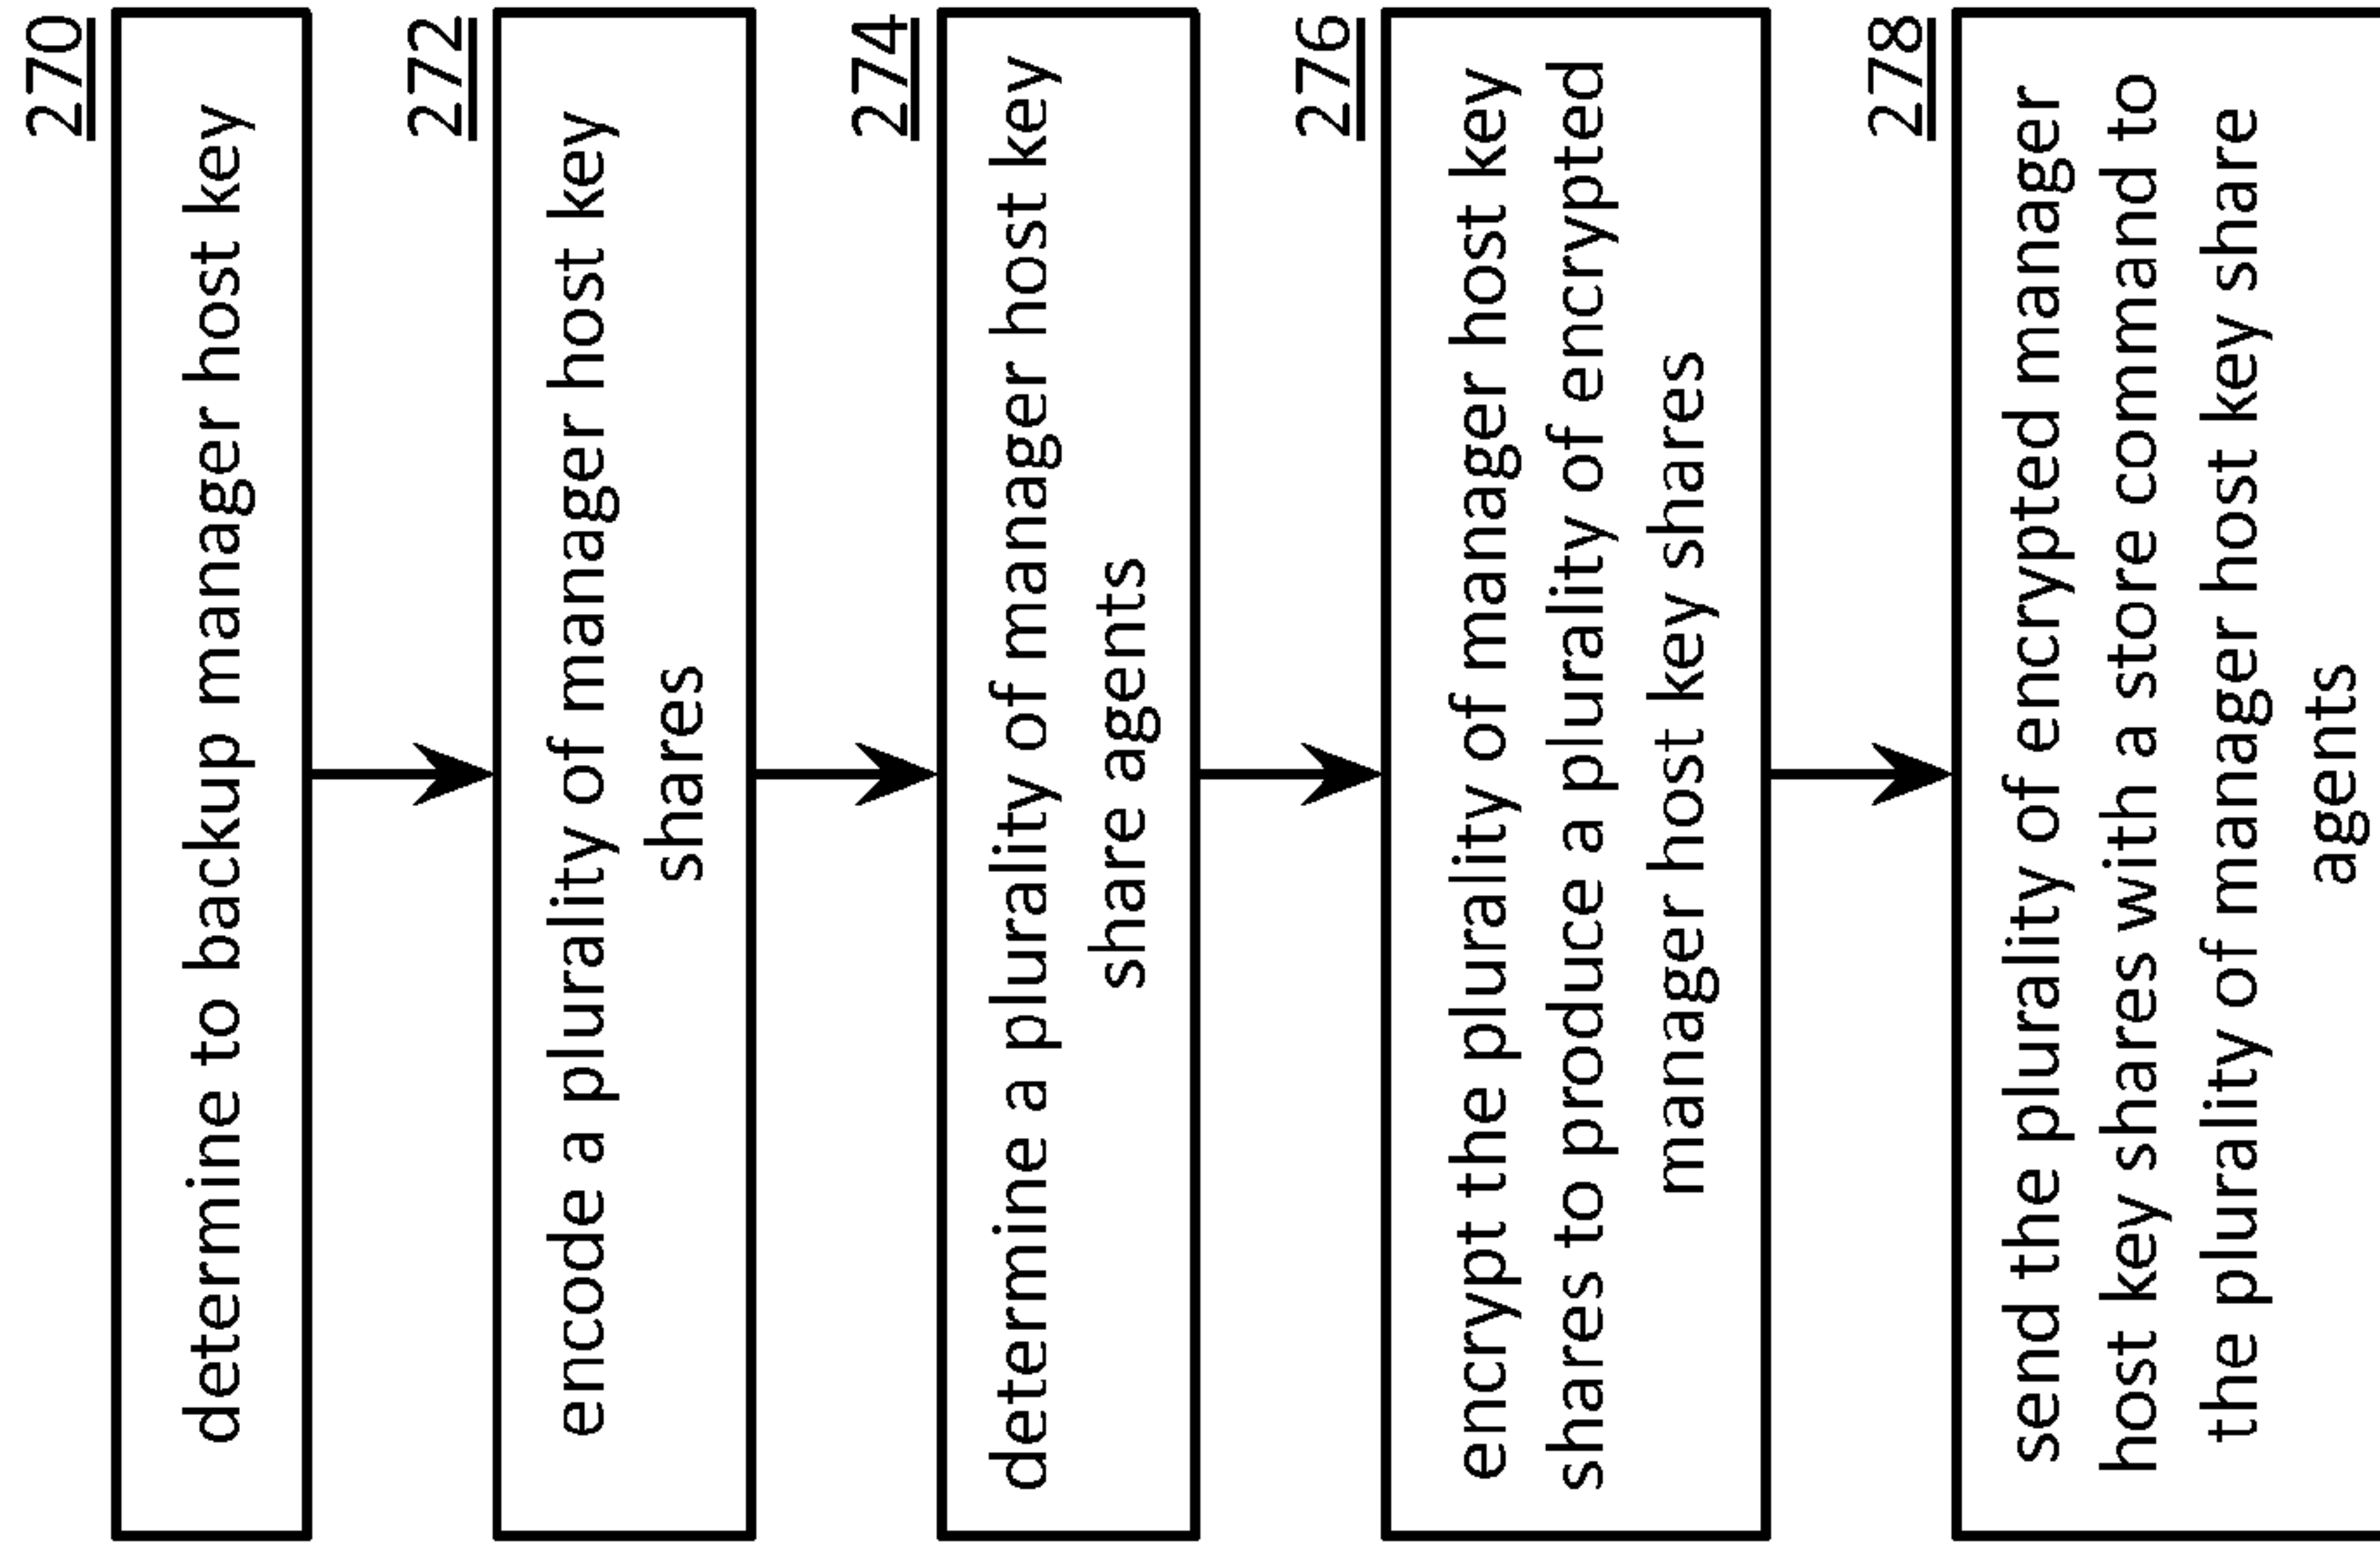 270
determine to backup manager host key
272
encode a plurality of manager host key
shares
274
determine a plurality of manager host key
share agents
276
encrypt the plurality of manager host key
shares to produce a plurality of encrypted
manager host key shares
278
send the plurality of encrypted manager
host key shares with a store command to
the plurality of manager host key share
agents